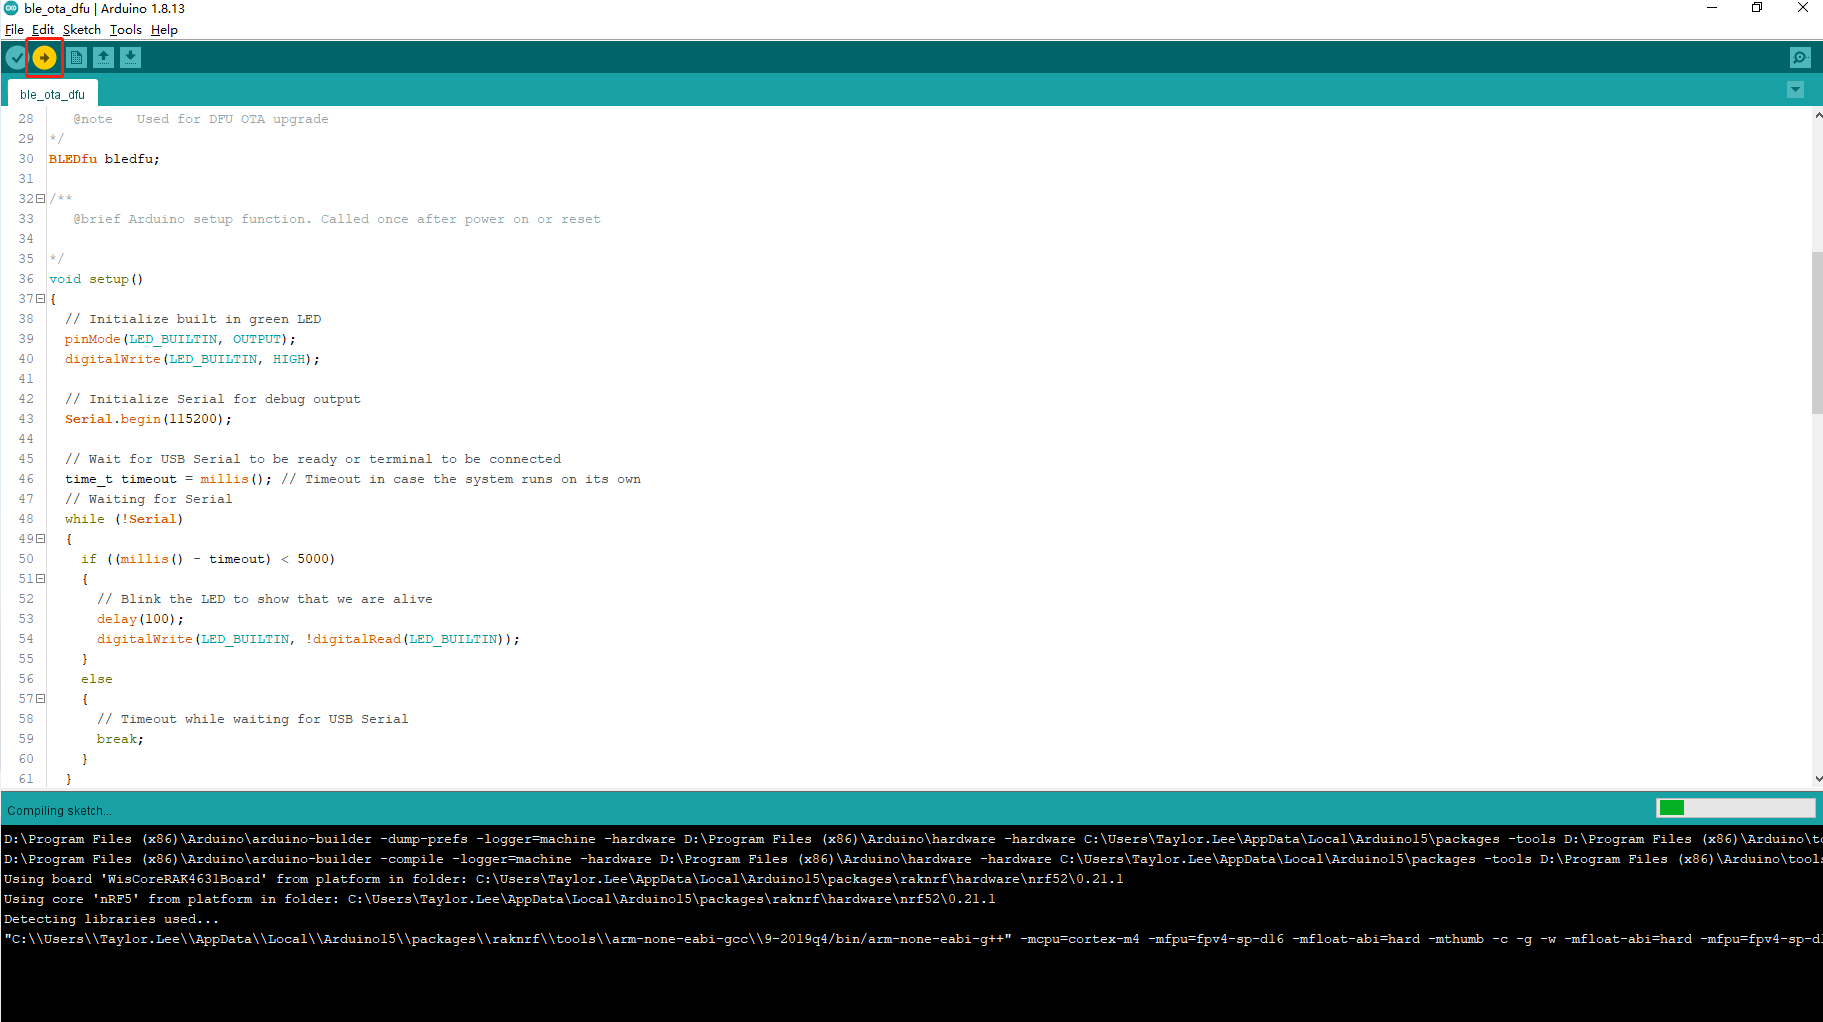 ble_ota_dfu | Arduino 1.8.13
File Edit Sketch Tools Help
ble_ota_dfu
28 @note Used for DFU OTA upgrade
29 */
30 BLEDfu bledfu;
31
32 /**
33 @brief Arduino setup function. Called once after power on or reset
34
35 */
36 void setup()
37 {
38 // Initialize built in green LED
39 pinMode(LED_BUILTIN, OUTPUT);
40 digitalWrite(LED_BUILTIN, HIGH);
41
42 // Initialize Serial for debug output
43 Serial.begin(115200);
44
45 // Wait for USB Serial to be ready or terminal to be connected
46 time_t timeout = millis(); // Timeout in case the system runs on its own
47 // Waiting for Serial
48 while (!Serial)
49 {
50 if ((millis() - timeout) < 5000)
51 {
52 // Blink the LED to show that we are alive
53 delay(100);
54 digitalWrite(LED_BUILTIN, !digitalRead(LED_BUILTIN));
55 }
56 else
57 {
58 // Timeout while waiting for USB Serial
59 break;
60 }
61 }
Compiling sketch...
D:\Program Files (x86)\Arduino\arduino-builder -dump-prefs -logger=machine -hardware D:\Program Files (x86)\Arduino\hardware -hardware C:\Users\Taylor.Lee\AppData\Local\Arduino15\packages -tools D:\Program Files (x86)\Arduino\to
D:\Program Files (x86)\Arduino\arduino-builder -compile -logger=machine -hardware D:\Program Files (x86)\Arduino\hardware -hardware C:\Users\Taylor.Lee\AppData\Local\Arduino15\packages -tools D:\Program Files (x86)\Arduino\tools
Using board 'WisCoreRAK4631Board' from platform in folder: C:\Users\Taylor.Lee\AppData\Local\Arduino15\packages\raknrf\hardware\nrf52\0.21.1
Using core 'nRF5' from platform in folder: C:\Users\Taylor.Lee\AppData\Local\Arduino15\packages\raknrf\hardware\nrf52\0.21.1
Detecting libraries used...
"C:\\Users\\Taylor.Lee\\AppData\\Local\\Arduino15\\packages\\raknrf\\tools\\arm-none-eabi-gcc\\9-2019q4/bin/arm-none-eabi-g++" -mcpu=cortex-m4 -mfpu=fpv4-sp-d16 -mfloat-abi=hard -mthumb -c -g -w -mfloat-abi=hard -mfpu=fpv4-sp-d